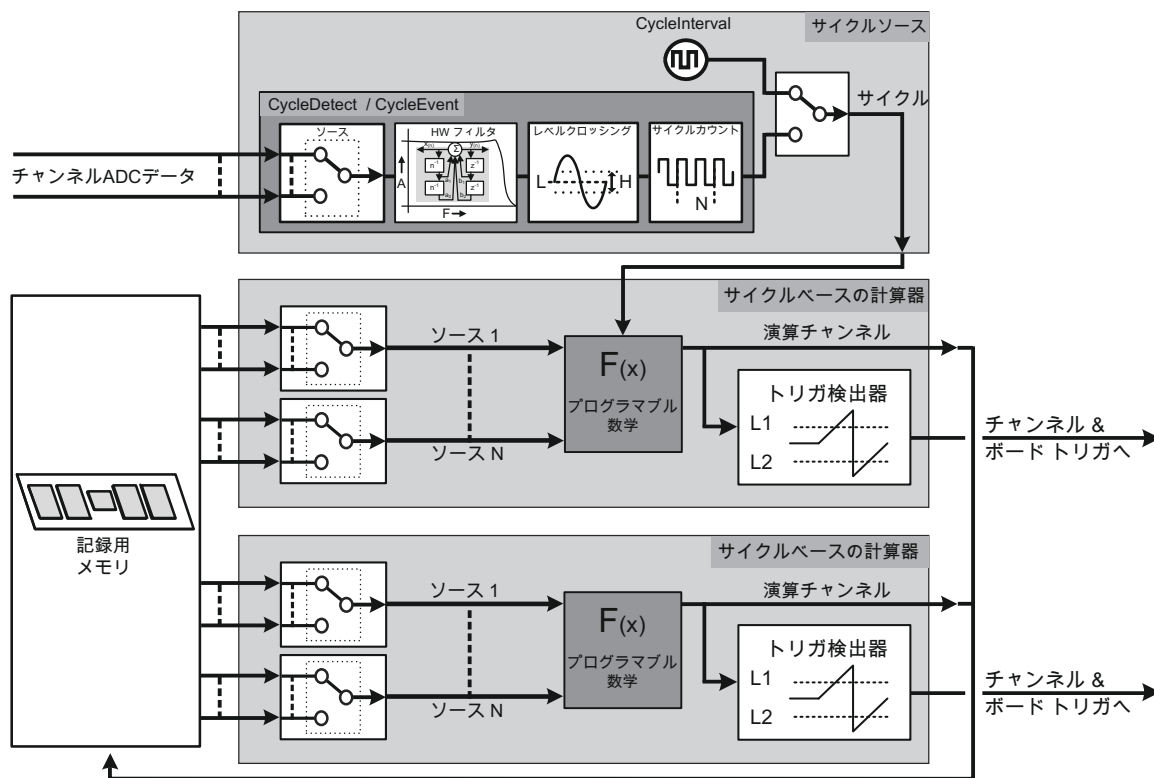 CycleInterval
サイクルソース
CycleDetect / CycleEvent
サイクル
ソース
HW フィルタ
レベルクロッシング
サイクルカウント
チャンネルADCデータ
A
F
L
H
N
サイクルベースの計算器
ソース 1
演算チャンネル
F(x)
プログラマブル
数学
トリガ検出器
L1
L2
ソース N
チャンネル &
ボード トリガへ
記録用
メモリ
サイクルベースの計算器
ソース 1
演算チャンネル
F(x)
プログラマブル
数学
トリガ検出器
L1
L2
ソース N
チャンネル &
ボード トリガへ